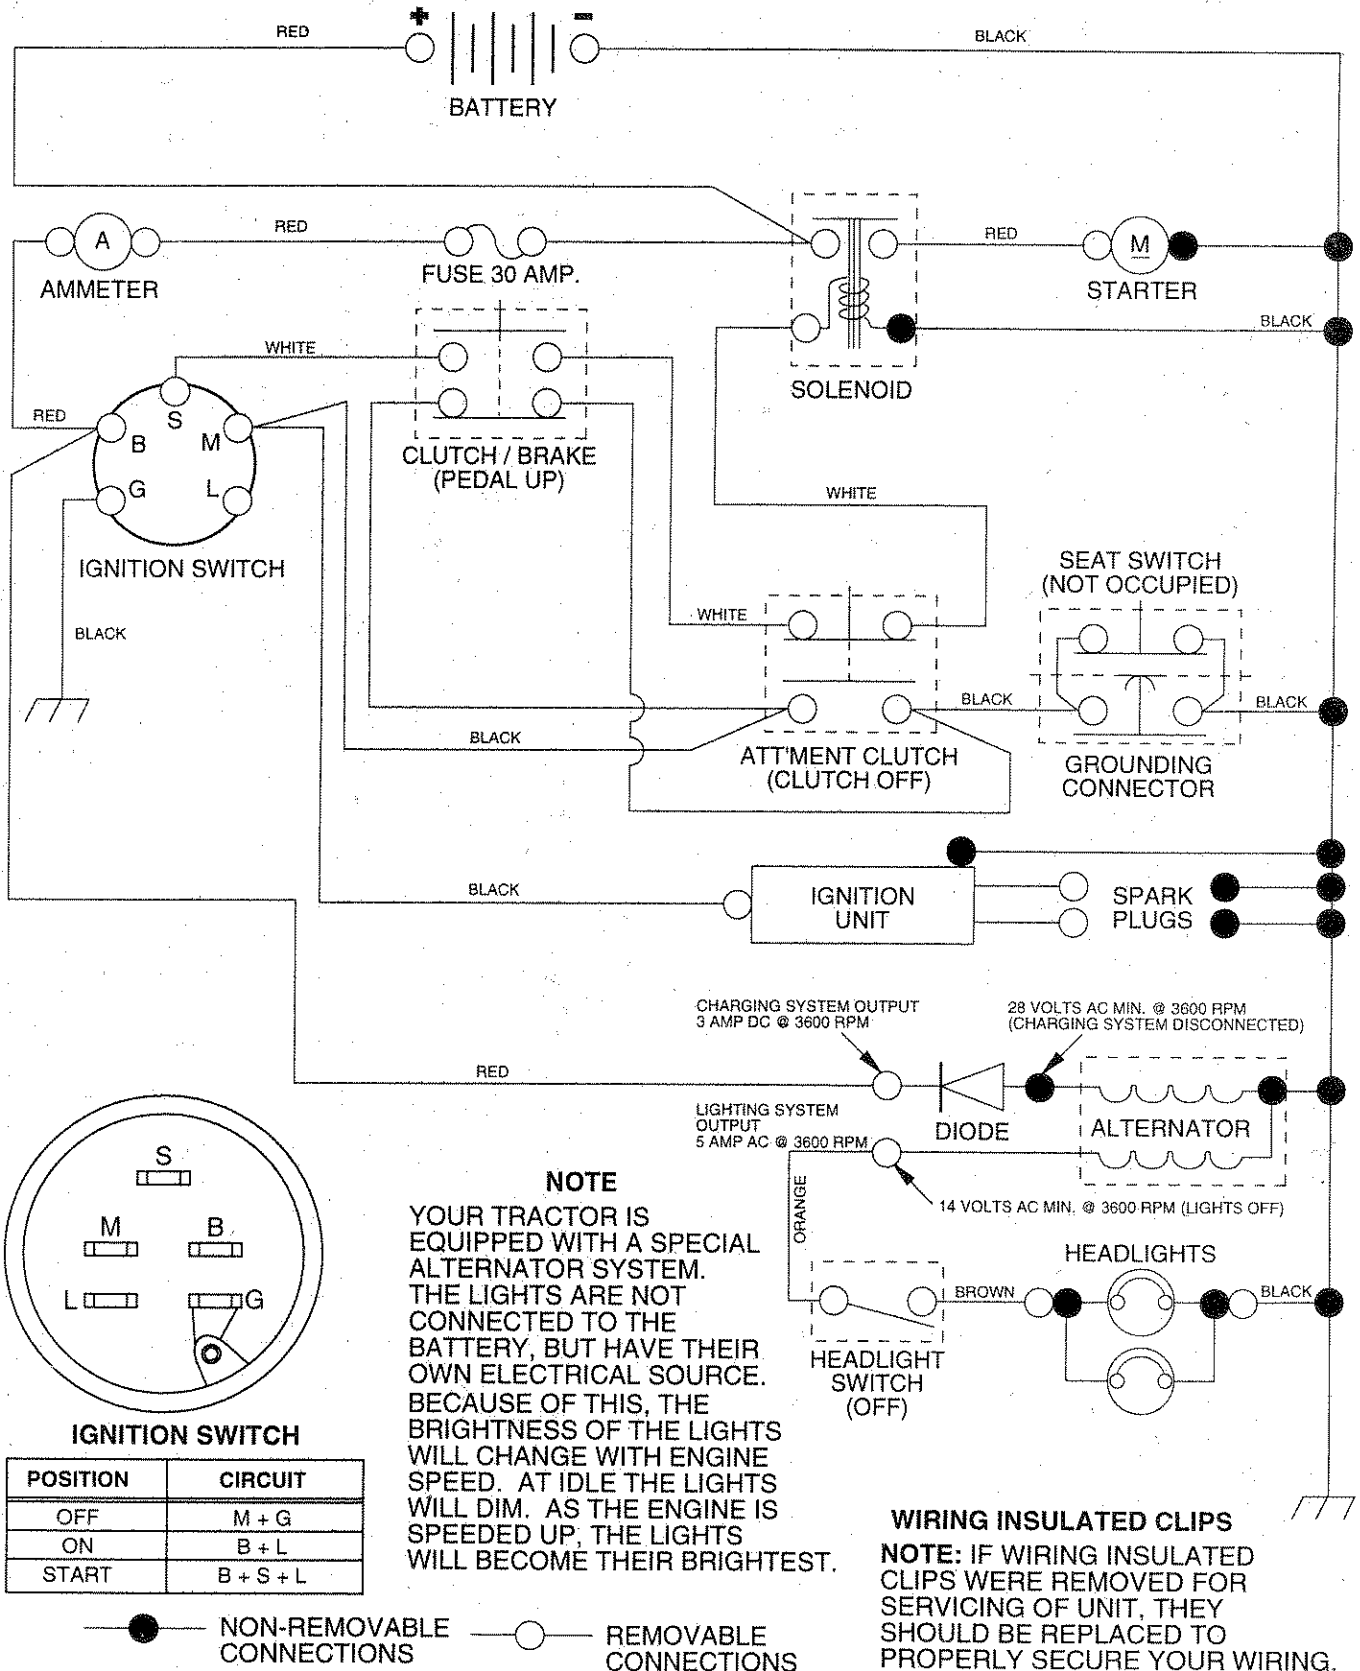 + -
RED
BLACK
BATTERY
A
RED
RED
M
AMMETER
FUSE 30 AMP.
STARTER
WHITE
BLACK
SOLENOID
RED
S
B
M
G
L
CLUTCH / BRAKE
(PEDAL UP)
WHITE
IGNITION SWITCH
SEAT SWITCH
(NOT OCCUPIED)
WHITE
BLACK
BLACK
BLACK
BLACK
ATT'MENT CLUTCH
(CLUTCH OFF)
GROUNDING
CONNECTOR
BLACK
IGNITION
UNIT
SPARK
PLUGS
CHARGING SYSTEM OUTPUT
3 AMP DC @ 3600 RPM
28 VOLTS AC MIN. @ 3600 RPM
(CHARGING SYSTEM DISCONNECTED)
RED
LIGHTING SYSTEM
OUTPUT
5 AMP AC @ 3600 RPM
DIODE
ALTERNATOR
ORANGE
14 VOLTS AC MIN. @ 3600 RPM (LIGHTS OFF)
HEADLIGHTS
BROWN
BLACK
HEADLIGHT
SWITCH
(OFF)
S
M
B
L
G
IGNITION SWITCH
POSITION CIRCUIT
OFF M + G
ON B + L
START B + S + L
NOTE
YOUR TRACTOR IS
EQUIPPED WITH A SPECIAL
ALTERNATOR SYSTEM.
THE LIGHTS ARE NOT
CONNECTED TO THE
BATTERY, BUT HAVE THEIR
OWN ELECTRICAL SOURCE.
BECAUSE OF THIS, THE
BRIGHTNESS OF THE LIGHTS
WILL CHANGE WITH ENGINE
SPEED. AT IDLE THE LIGHTS
WILL DIM. AS THE ENGINE IS
SPEEDED UP, THE LIGHTS
WILL BECOME THEIR BRIGHTEST.
WIRING INSULATED CLIPS
NOTE: IF WIRING INSULATED
CLIPS WERE REMOVED FOR
SERVICING OF UNIT, THEY
SHOULD BE REPLACED TO
PROPERLY SECURE YOUR WIRING.
NON-REMOVABLE
CONNECTIONS
REMOVABLE
CONNECTIONS